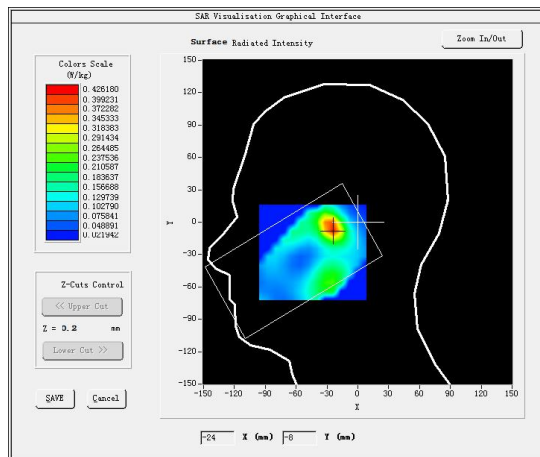 SAR Visualisation Graphical Interface
Surface Radiated Intensity
Zoom In/Out
Colors Scale
(W/kg)
0.426180
0.399231
0.372282
0.345333
0.318383
0.291434
0.264485
0.237536
0.210587
0.183637
0.156688
0.129739
0.102790
0.075841
0.048891
0.021942
150
120
90
60
30
0
-30
-60
-90
-120
-150
Y
-150 -120 -90 -60 -30 0 30 60 90 120 150
X
Z-Cuts Control
<< Upper Cut
Z = 0.2 mm
Lower Cut >>
SAVE
Cancel
-24 X (mm) -8 Y (mm)